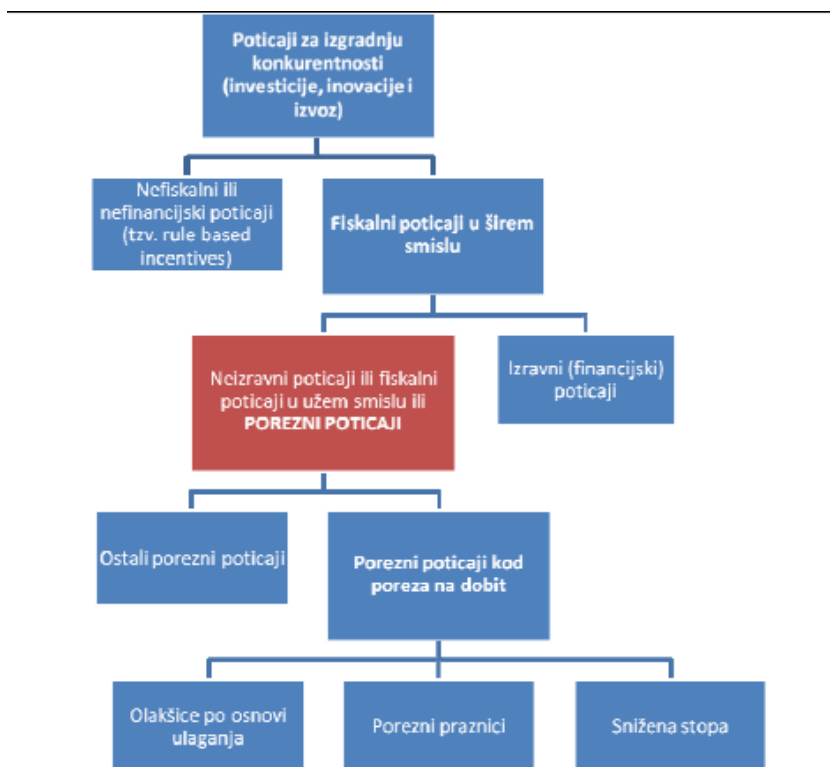 Poticaji za izgradnju
konkurentnosti
(investicije, inovacije i
izvoz)
Nefiskalni ili
nefinancijski poticaji
(tzv. rule based
incentives)
Fiskalni poticaji u širem
smislu
Neizravni poticaji ili fiskalni
poticaji u užem smislu ili
POREZNI POTICAJI
Izravni (financijski)
poticaji
Ostali porezni poticaji
Porezni poticaji kod
poreza na dobit
Olakšice po osnovi
ulaganja
Porezni praznici
Snižena stopa